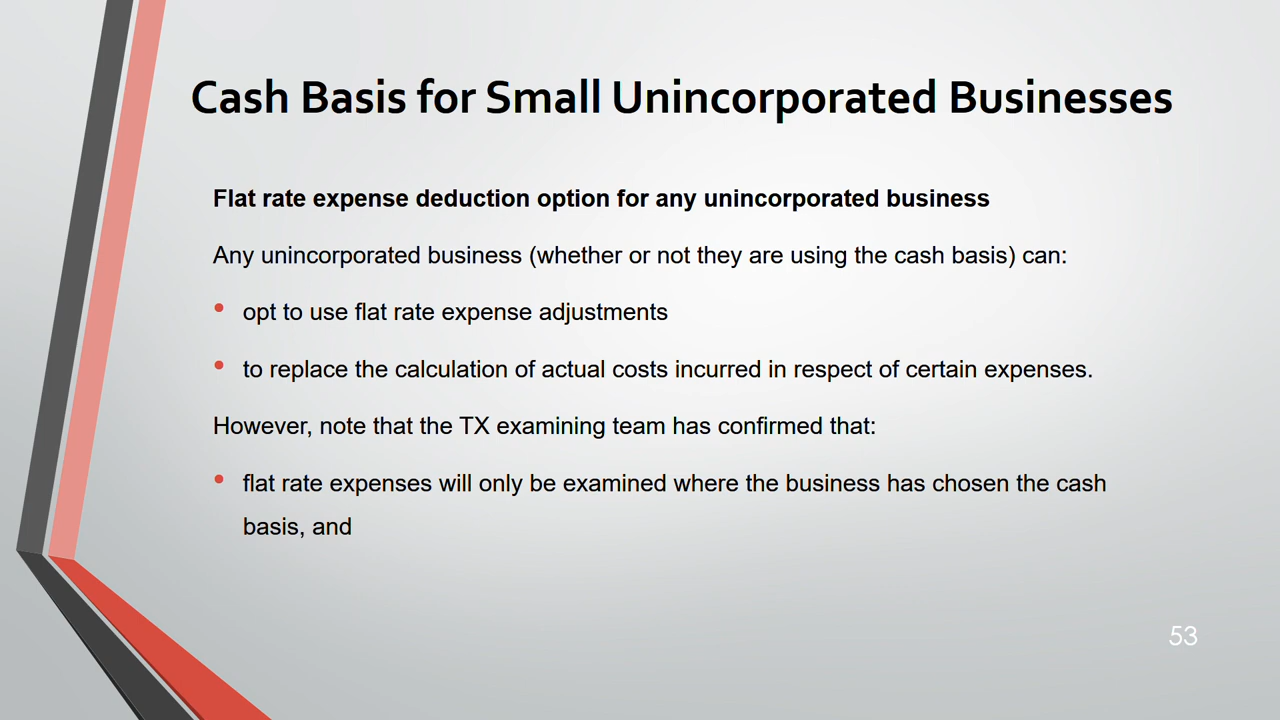 Cash Basis for Small Unincorporated Businesses
Flat rate expense deduction option for any unincorporated business
Any unincorporated business (whether or not they are using the cash basis) can:
• opt to use flat rate expense adjustments
• to replace the calculation of actual costs incurred in respect of certain expenses.
However, note that the TX examining team has confirmed that:
• flat rate expenses will only be examined where the business has chosen the cash
basis, and
53